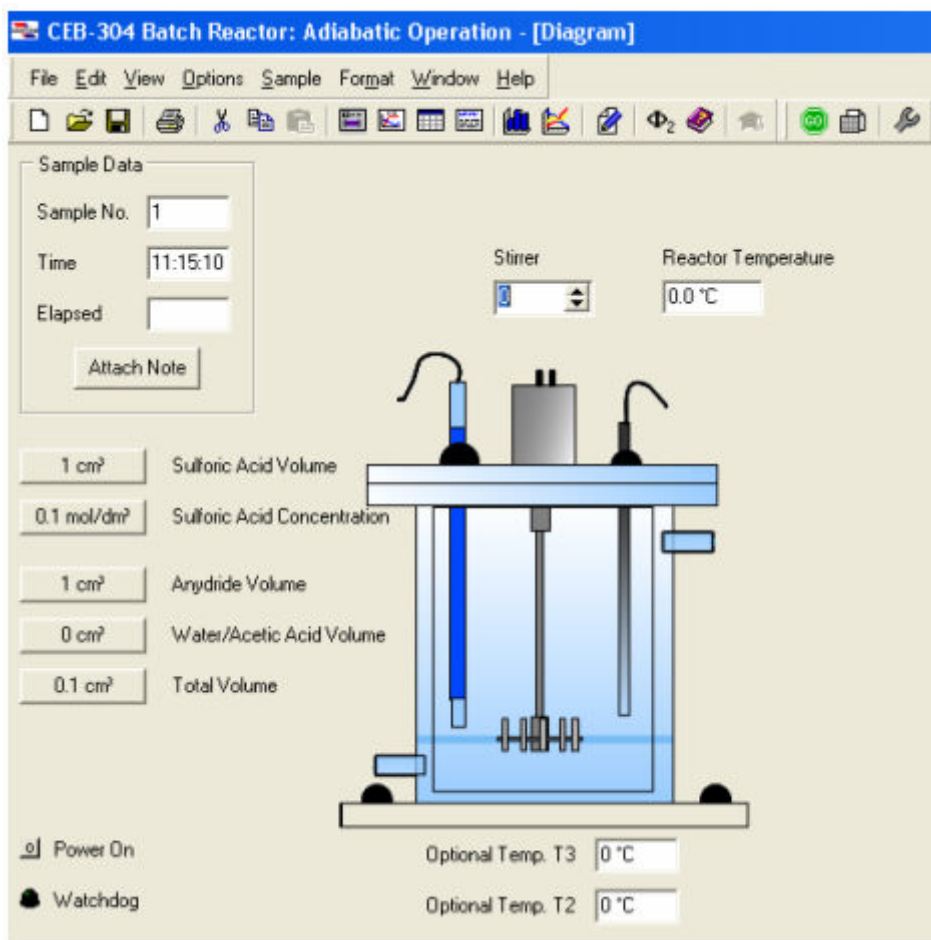 CEB-304 Batch Reactor: Adiabatic Operation - [Diagram]
File Edit View Options Sample Format Window Help
Φ2
GO
Sample Data
Sample No. 1
Time 11:15:10
Elapsed
Attach Note
Stirrer
0
Reactor Temperature
0.0 °C
1 cm³ Sulforic Acid Volume
0.1 mol/dm³ Sulforic Acid Concentration
1 cm³ Anydride Volume
0 cm³ Water/Acetic Acid Volume
0.1 cm³ Total Volume
Power On
Watchdog
Optional Temp. T3 0 °C
Optional Temp. T2 0 °C